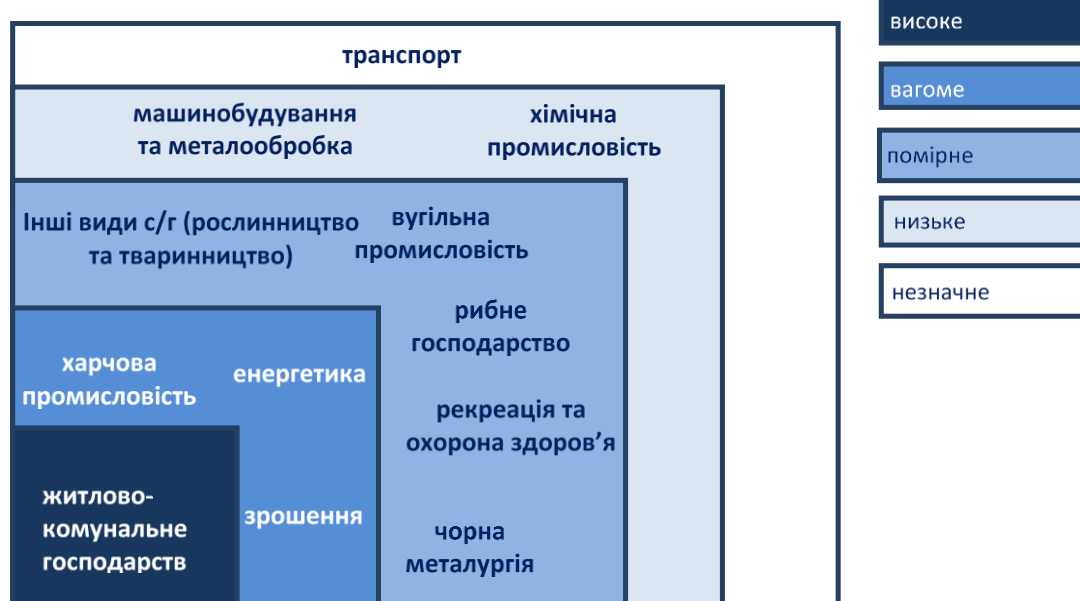 транспорт
машинобудування
та металообробка
хімічна
промисловість
Інші види с/г (рослинництво
та тваринництво)
вугільна
промисловість
рибне
господарство
рекреація та
охорона здоров’я
чорна
металургія
харчова
промисловість
енергетика
зрошення
житлово-
комунальне
господарств
високе
вагоме
помірне
низьке
незначне